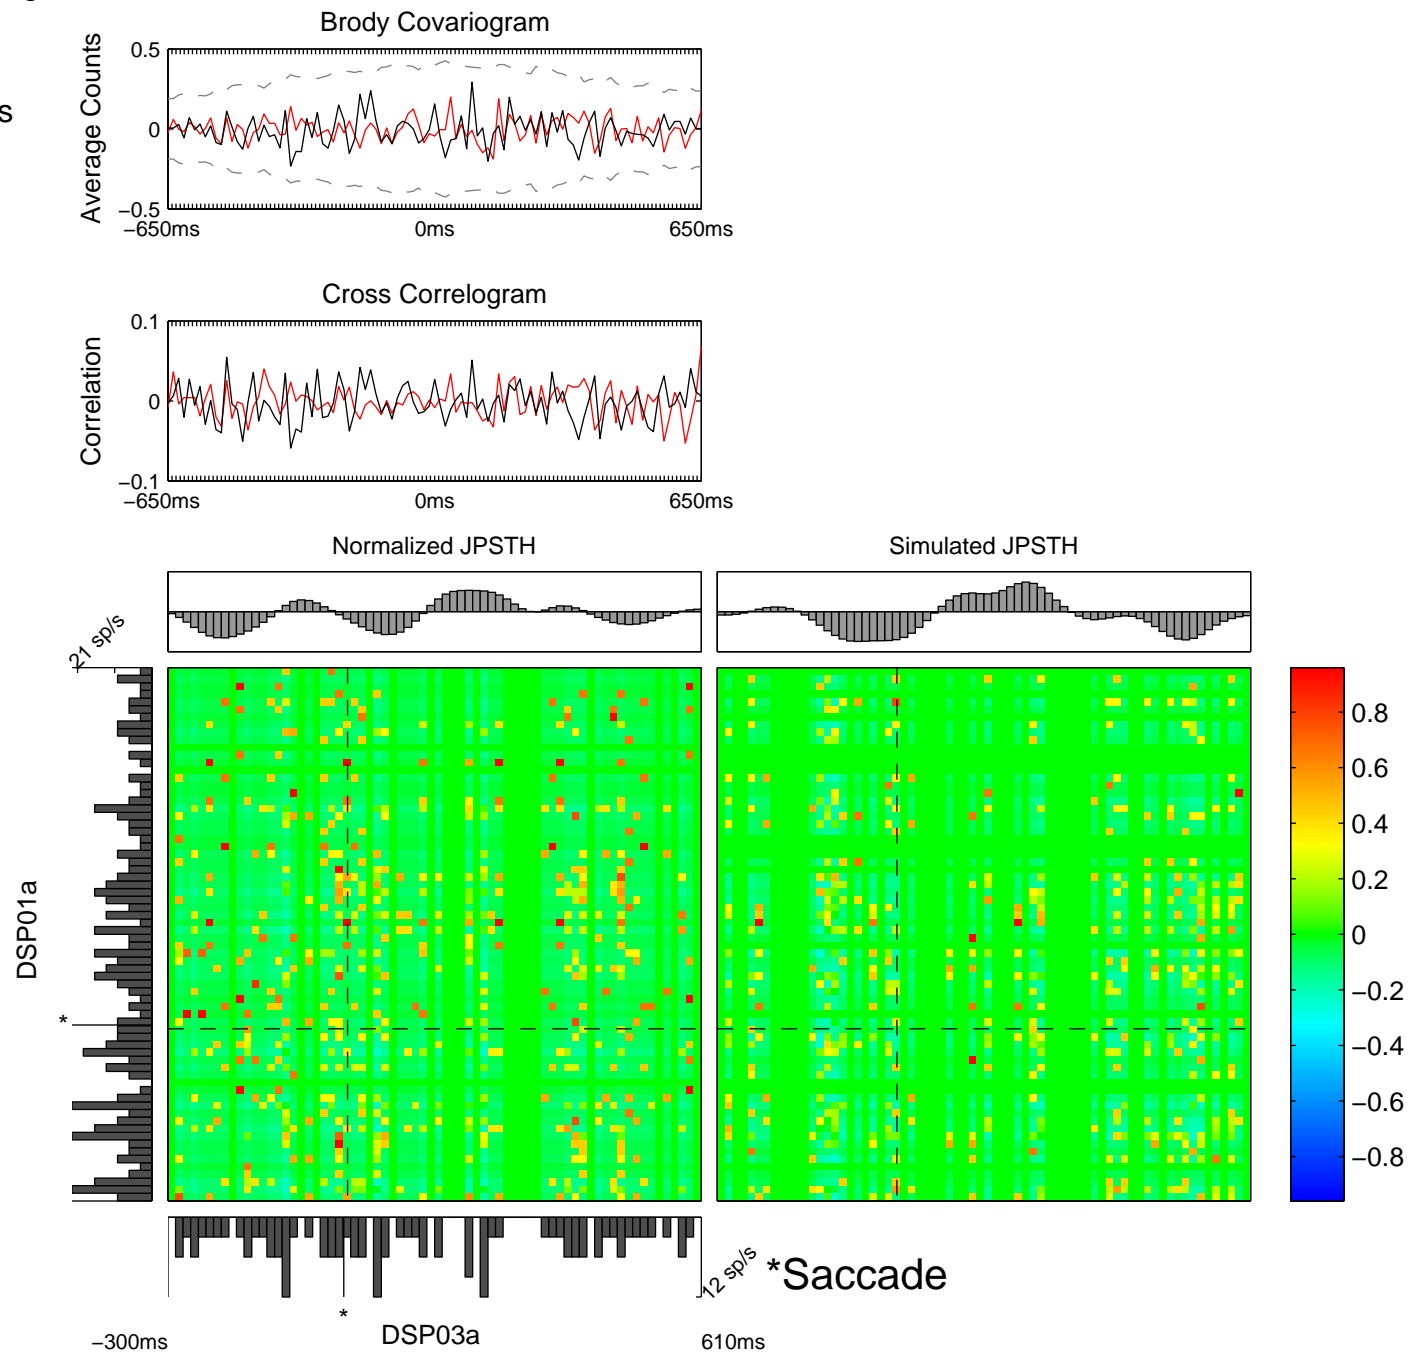 g
Brody Covariogram
Average Counts
0.5
0
−0.5
s
−650ms
0ms
650ms
Cross Correlogram
Correlation
0.1
0
−0.1
−650ms
0ms
650ms
Normalized JPSTH
Simulated JPSTH
21 sp/s
DSP01a
*
0.8
0.6
0.4
0.2
0
−0.2
−0.4
−0.6
−0.8
12 sp/s
*Saccade
*
DSP03a
−300ms
610ms